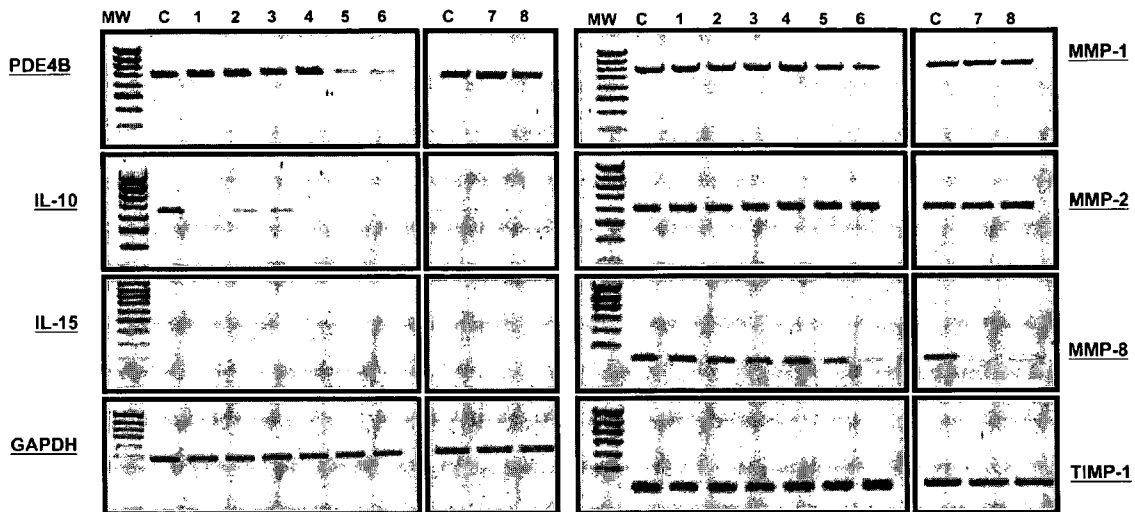 MW C 1 2 3 4 5 6 C 7 8
PDE4B
IL-10
IL-15
GAPDH
MW C 1 2 3 4 5 6 C 7 8
MMP-1
MMP-2
MMP-8
TIMP-1